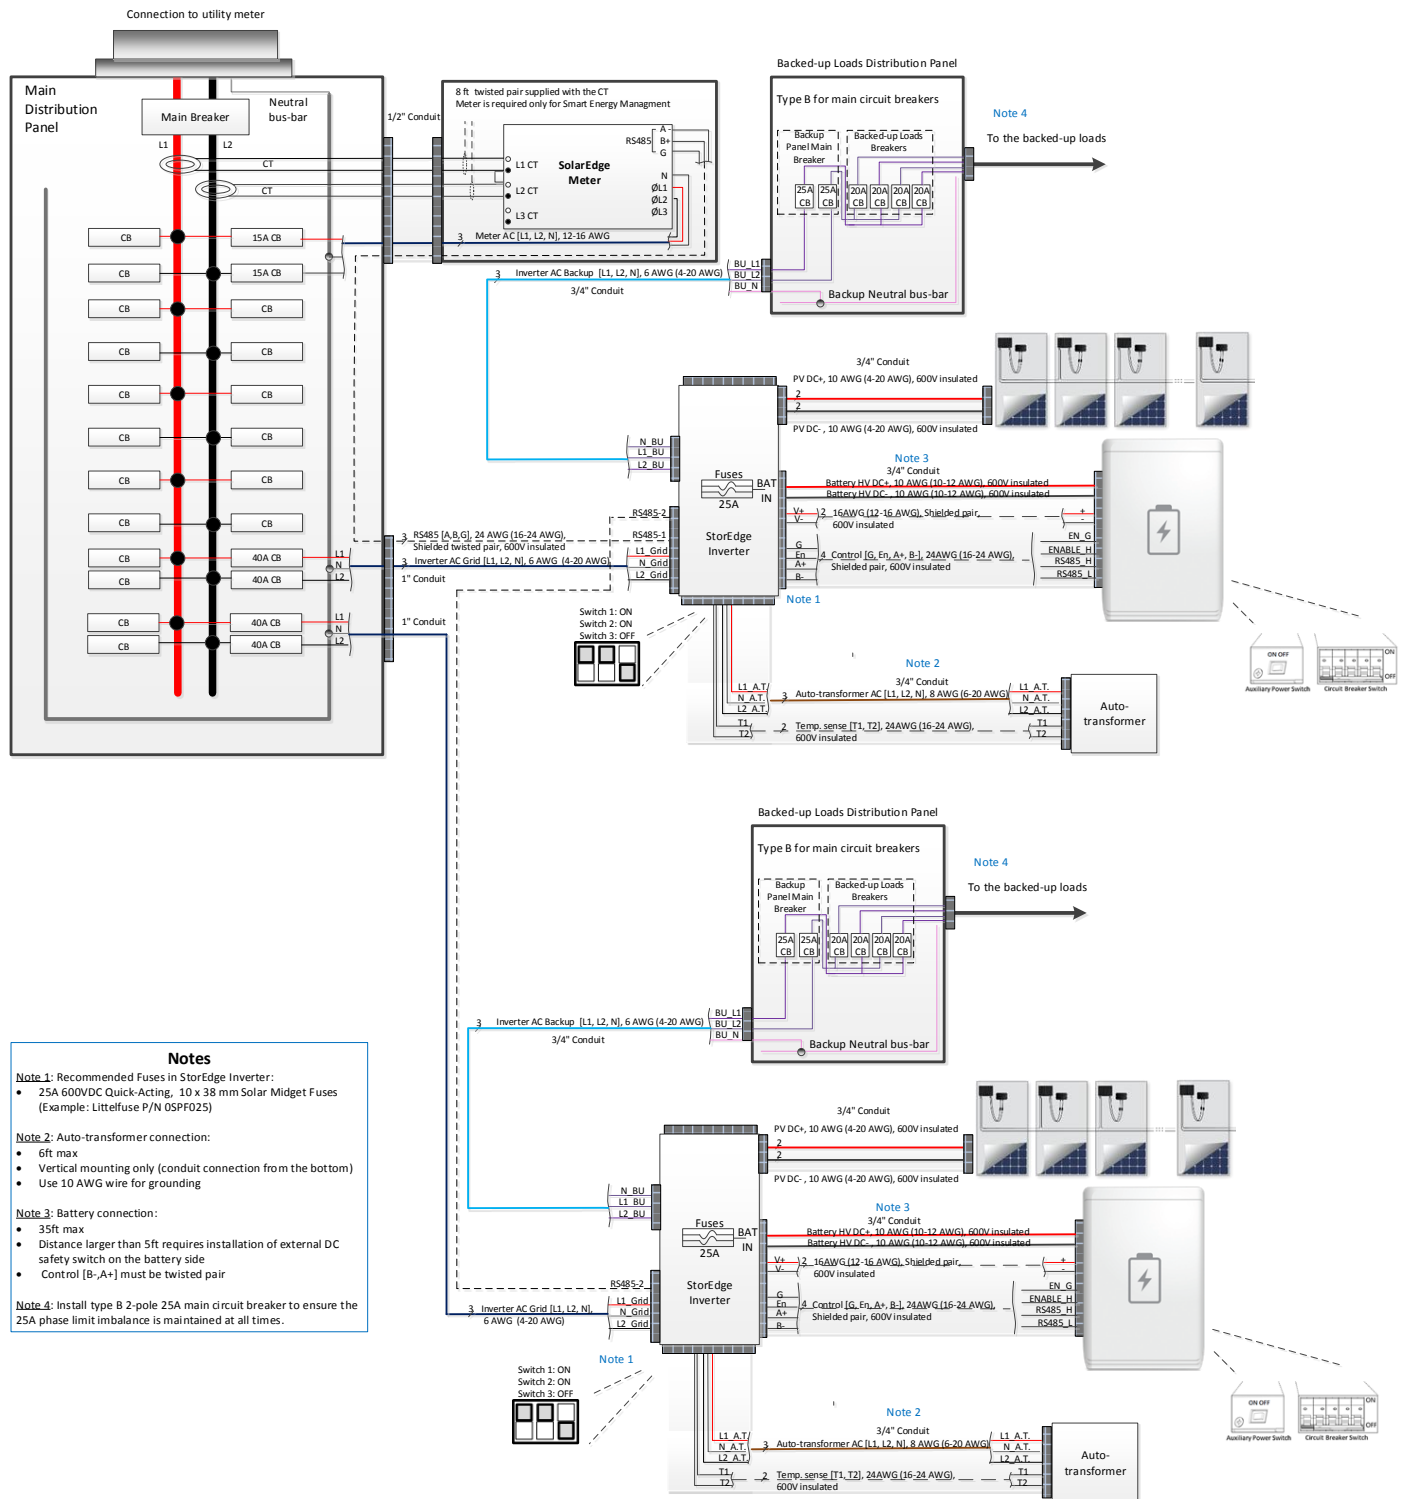 Connection to utility meter
Main
Distribution
Panel
Main Breaker
Neutral
bus-bar
L1
L2
CT
CT
CB
15A CB
CB
15A CB
CB
CB
CB
CB
CB
CB
CB
CB
CB
CB
CB
CB
CB
40A CB
CB
40A CB
CB
40A CB
CB
40A CB
L1
N
L2
L1
N
L2
1/2" Conduit
8 ft twisted pair supplied with the CT
Meter is required only for Smart Energy Managment
SolarEdge
Meter
L1 CT
L2 CT
L3 CT
RS485
A -
B+
G
N
ØL1
ØL2
ØL3
3 Meter AC [L1, L2, N], 12-16 AWG
Backed-up Loads Distribution Panel
Type B for main circuit breakers
Backup
Panel Main
Breaker
Backed-up Loads
Breakers
25A
CB
25A
CB
20A
CB
20A
CB
20A
CB
20A
CB
Note 4
To the backed-up loads
BU_L1
BU_L2
BU_N
Backup Neutral bus-bar
3 Inverter AC Backup [L1, L2, N], 6 AWG (4-20 AWG)
3/4" Conduit
3/4" Conduit
PV DC+, 10 AWG (4-20 AWG), 600V insulated
2
2
PV DC- , 10 AWG (4-20 AWG), 600V insulated
N_BU
L1_BU
L2_BU
Fuses
25A
BAT
IN
StorEdge
Inverter
Note 3
3/4" Conduit
Battery HV DC+, 10 AWG (10-12 AWG), 600V insulated
Battery HV DC- , 10 AWG (10-12 AWG), 600V insulated
V+
V-
2 16AWG (12-16 AWG), Shielded pair,
600V insulated
+
-
G
En
A+
B-
4 Control [G, En, A+, B-], 24AWG (16-24 AWG),
Shielded pair, 600V insulated
EN_G
ENABLE_H
RS485_H
RS485_L
RS485-2
RS485-1
3 RS485 [A,B,G], 24 AWG (16-24 AWG),
Shielded twisted pair, 600V insulated
3 Inverter AC Grid [L1, L2, N], 6 AWG (4-20 AWG)
L1_Grid
N_Grid
L2_Grid
1" Conduit
1" Conduit
Note 1
Switch 1: ON
Switch 2: ON
Switch 3: OFF
Note 2
3/4" Conduit
L1_A.T.
N_A.T.
L2_A.T.
3 Auto-transformer AC [L1, L2, N], 8 AWG (6-20 AWG)
L1_A.T.
N_A.T.
L2_A.T.
T1
T2
2 Temp. sense [T1, T2], 24AWG (16-24 AWG),
600V insulated
T1
T2
Auto-
transformer
ON OFF
Auxiliary Power Switch
ON
OFF
Circuit Breaker Switch
Backed-up Loads Distribution Panel
Type B for main circuit breakers
Backup
Panel Main
Breaker
Backed-up Loads
Breakers
25A
CB
25A
CB
20A
CB
20A
CB
20A
CB
20A
CB
Note 4
To the backed-up loads
BU_L1
BU_L2
BU_N
Backup Neutral bus-bar
3 Inverter AC Backup [L1, L2, N], 6 AWG (4-20 AWG)
3/4" Conduit
3/4" Conduit
PV DC+, 10 AWG (4-20 AWG), 600V insulated
2
2
PV DC- , 10 AWG (4-20 AWG), 600V insulated
N_BU
L1_BU
L2_BU
Fuses
25A
BAT
IN
StorEdge
Inverter
Note 3
3/4" Conduit
Battery HV DC+, 10 AWG (10-12 AWG), 600V insulated
Battery HV DC- , 10 AWG (10-12 AWG), 600V insulated
V+
V-
2 16AWG (12-16 AWG), Shielded pair,
600V insulated
+
-
G
En
A+
B-
4 Control [G, En, A+, B-], 24AWG (16-24 AWG),
Shielded pair, 600V insulated
EN_G
ENABLE_H
RS485_H
RS485_L
RS485-2
3 Inverter AC Grid [L1, L2, N],
6 AWG (4-20 AWG)
L1_Grid
N_Grid
L2_Grid
Note 1
Switch 1: ON
Switch 2: ON
Switch 3: OFF
Note 2
3/4" Conduit
L1_A.T.
N_A.T.
L2_A.T.
3 Auto-transformer AC [L1, L2, N], 8 AWG (6-20 AWG)
L1_A.T.
N_A.T.
L2_A.T.
T1
T2
2 Temp. sense [T1, T2], 24AWG (16-24 AWG),
600V insulated
T1
T2
Auto-
transformer
ON OFF
Auxiliary Power Switch
ON
OFF
Circuit Breaker Switch
Notes
Note 1: Recommended Fuses in StorEdge Inverter:
• 25A 600VDC Quick-Acting, 10 x 38 mm Solar Midget Fuses
(Example: Littelfuse P/N 0SPF025)
Note 2: Auto-transformer connection:
• 6ft max
• Vertical mounting only (conduit connection from the bottom)
• Use 10 AWG wire for grounding
Note 3: Battery connection:
• 35ft max
• Distance larger than 5ft requires installation of external DC
safety switch on the battery side
• Control [B-,A+] must be twisted pair
Note 4: Install type B 2-pole 25A main circuit breaker to ensure the
25A phase limit imbalance is maintained at all times.